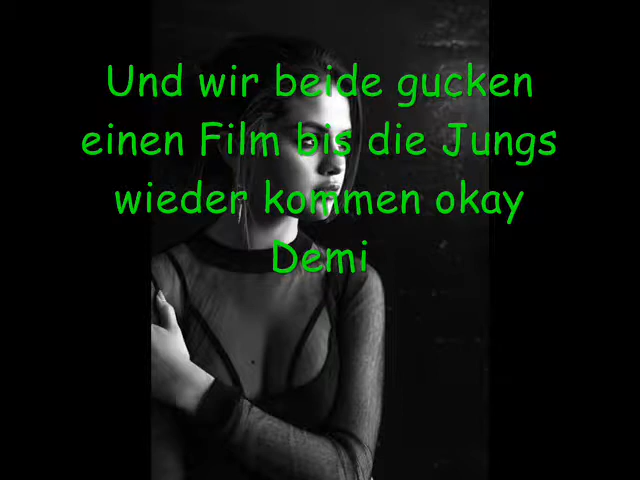 Und wir beide gucken
einen Film bis die Jungs
wieder kommen okay
Demi